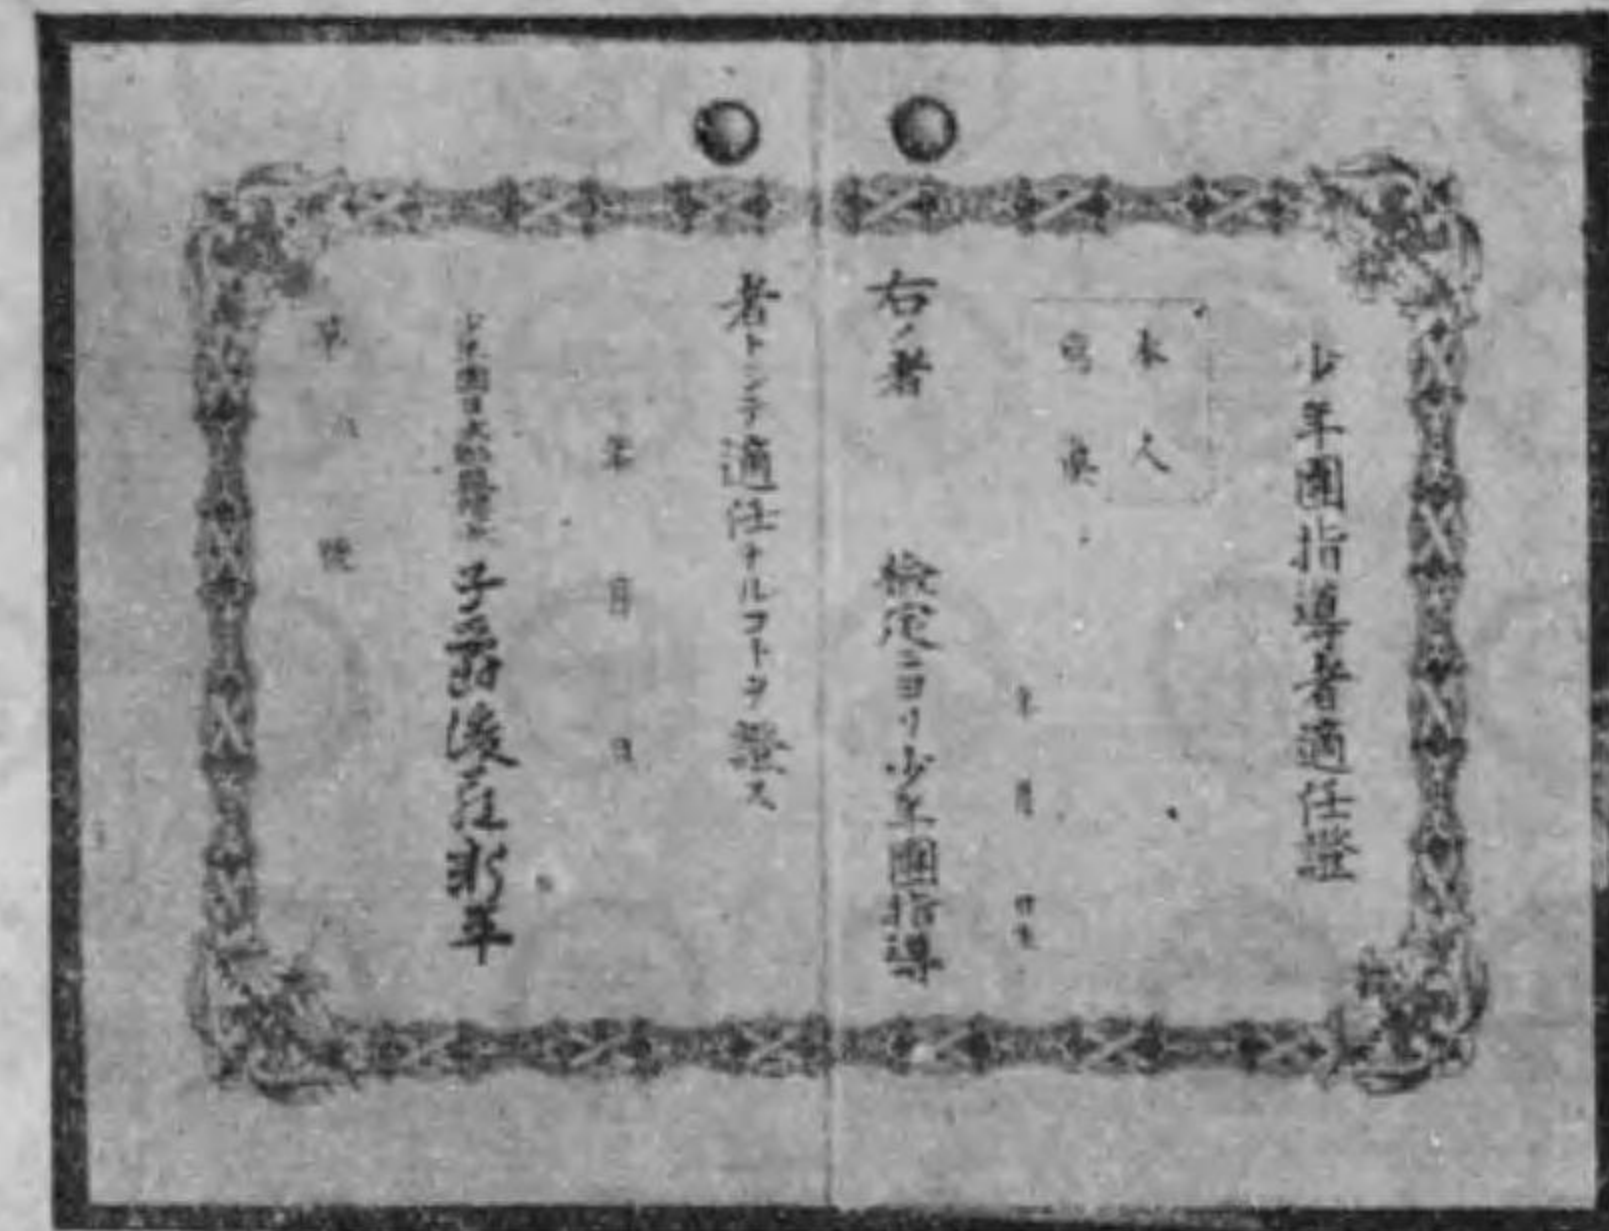 少年團指導者適任證
本人
寫眞
年月日生
右ノ者 檢定ニヨリ少年團指導
者トシテ適任ナルコトヲ證ス
年月日
少年團日本聯盟總裁 子爵後藤新平
第 號